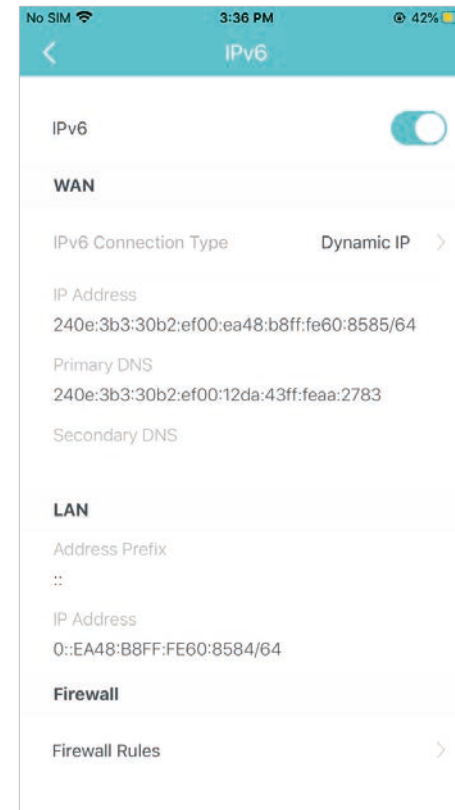 No SIM 3:36 PM 42%
IPv6
IPv6
WAN
IPv6 Connection Type Dynamic IP
IP Address
240e:3b3:30b2:ef00:ea48:b8ff:fe60:8585/64
Primary DNS
240e:3b3:30b2:ef00:12da:43ff:feaa:2783
Secondary DNS
LAN
Address Prefix
::
IP Address
0::EA48:B8FF:FE60:8584/64
Firewall
Firewall Rules